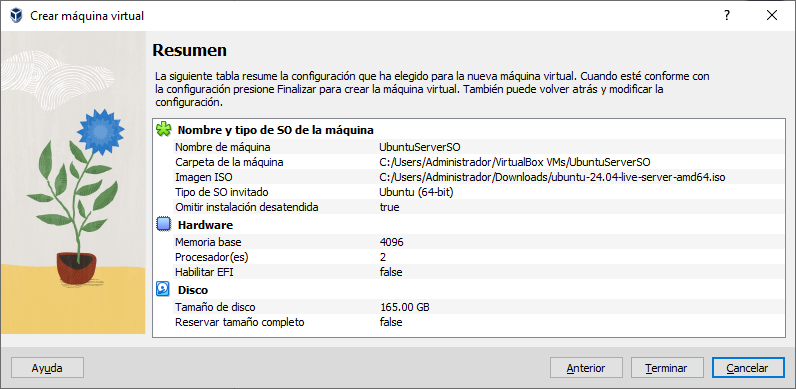 Crear máquina virtual
Resumen
La siguiente tabla resume la configuración que ha elegido para la nueva máquina virtual. Cuando esté conforme con
la configuración presione Finalizar para crear la máquina virtual. También puede volver atrás y modificar la
configuración.
Nombre y tipo de SO de la máquina
Nombre de máquina UbuntuServerSO
Carpeta de la máquina C:/Users/Administrador/VirtualBox VMs/UbuntuServerSO
Imagen ISO C:/Users/Administrador/Downloads/ubuntu-24.04-live-server-amd64.iso
Tipo de SO invitado Ubuntu (64-bit)
Omitir instalación desatendida true
Hardware
Memoria base 4096
Procesador(es) 2
Habilitar EFI false
Disco
Tamaño de disco 165.00 GB
Reservar tamaño completo false
Ayuda Anterior Terminar Cancelar